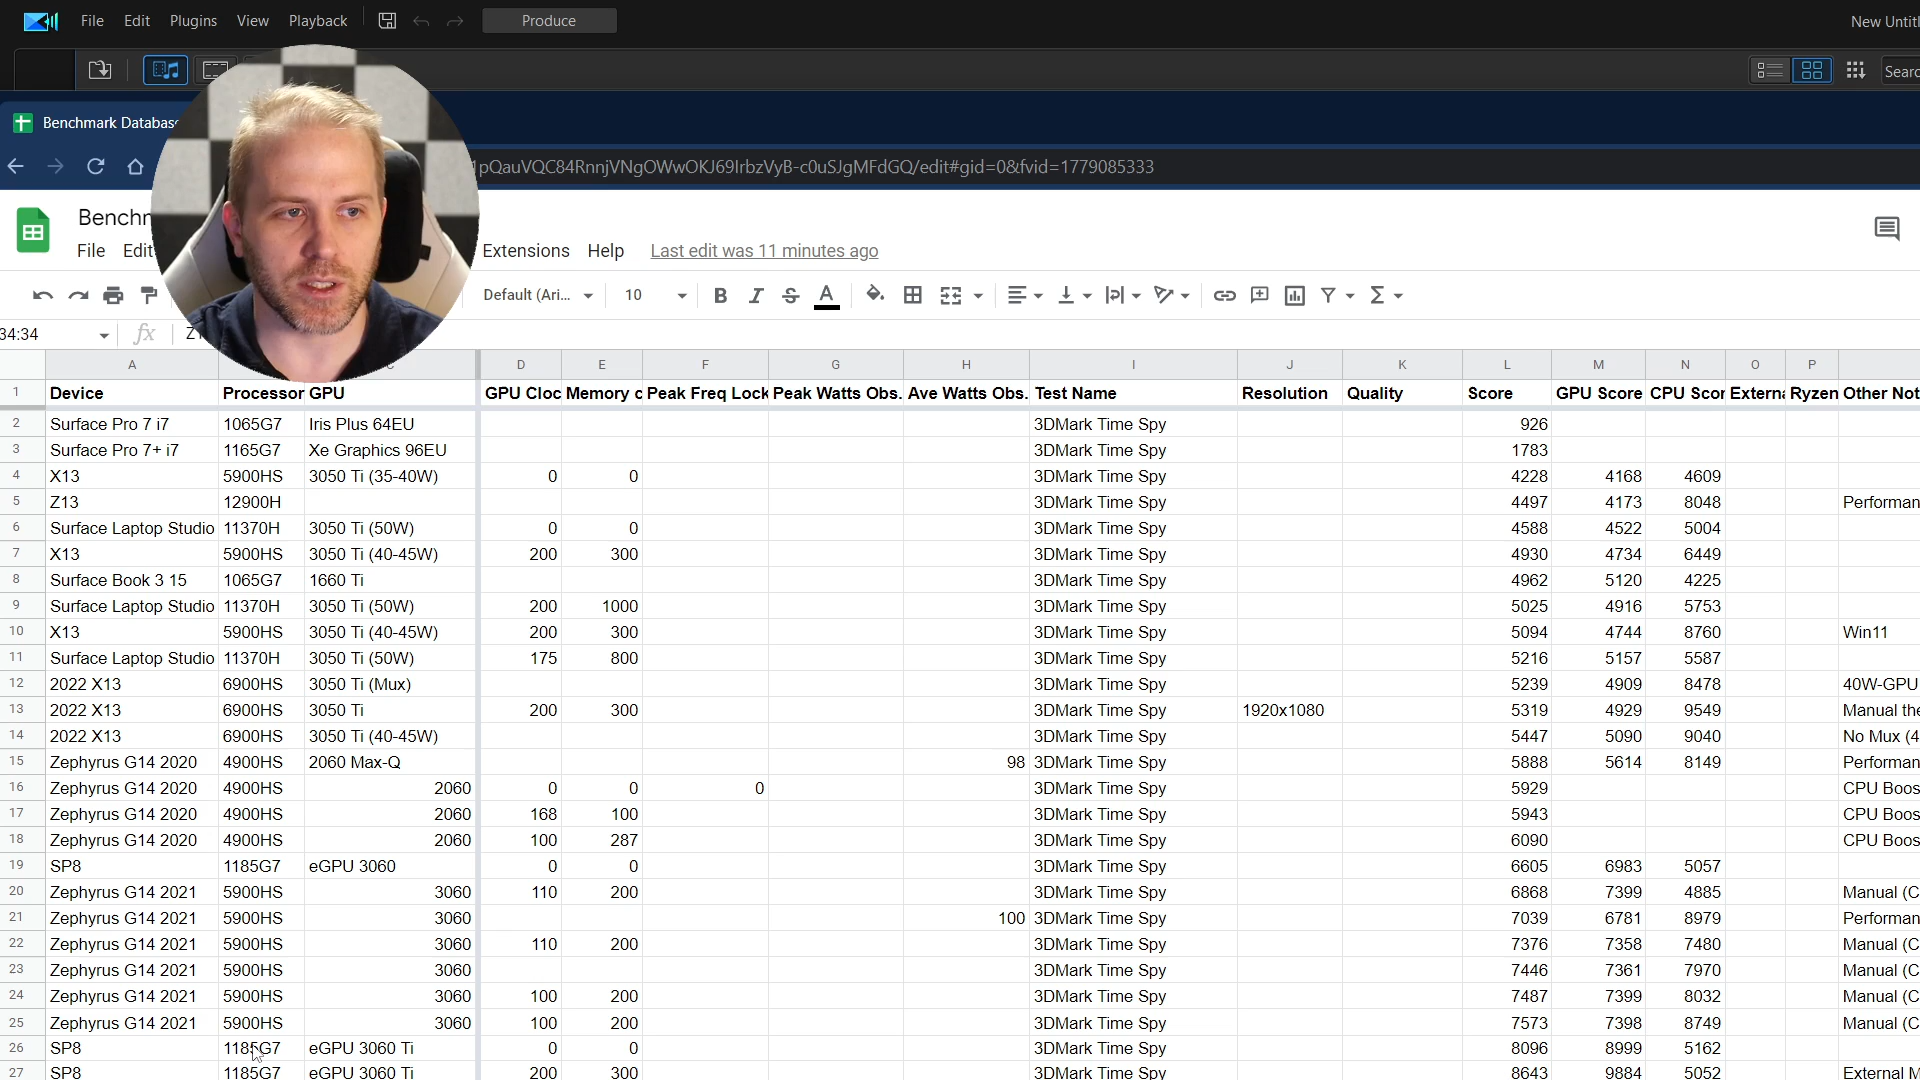 File Edit Plugins View Playback Produce New Untitl
Searc
Benchmark Database
1pQauVQC84RnnjVNgOWwOKJ69IrbzVyB-c0uSJgMFdGQ/edit#gid=0&fvid=1779085333
Benchm
File Edit Extensions Help Last edit was 11 minutes ago
Default (Ari... 10 B I S A
34:34 fx
A D E F G H I J K L M N O P
1 Device Processor GPU GPU Cloc Memory c Peak Freq Lock Peak Watts Obs. Ave Watts Obs. Test Name Resolution Quality Score GPU Score CPU Scor Externa Ryzen Other Not
2 Surface Pro 7 i7 1065G7 Iris Plus 64EU 3DMark Time Spy 926
3 Surface Pro 7+ i7 1165G7 Xe Graphics 96EU 3DMark Time Spy 1783
4 X13 5900HS 3050 Ti (35-40W) 0 0 3DMark Time Spy 4228 4168 4609
5 Z13 12900H 3DMark Time Spy 4497 4173 8048 Performan
6 Surface Laptop Studio 11370H 3050 Ti (50W) 0 0 3DMark Time Spy 4588 4522 5004
7 X13 5900HS 3050 Ti (40-45W) 200 300 3DMark Time Spy 4930 4734 6449
8 Surface Book 3 15 1065G7 1660 Ti 3DMark Time Spy 4962 5120 4225
9 Surface Laptop Studio 11370H 3050 Ti (50W) 200 1000 3DMark Time Spy 5025 4916 5753
10 X13 5900HS 3050 Ti (40-45W) 200 300 3DMark Time Spy 5094 4744 8760 Win11
11 Surface Laptop Studio 11370H 3050 Ti (50W) 175 800 3DMark Time Spy 5216 5157 5587
12 2022 X13 6900HS 3050 Ti (Mux) 3DMark Time Spy 5239 4909 8478 40W-GPU
13 2022 X13 6900HS 3050 Ti 200 300 3DMark Time Spy 1920x1080 5319 4929 9549 Manual the
14 2022 X13 6900HS 3050 Ti (40-45W) 3DMark Time Spy 5447 5090 9040 No Mux (4
15 Zephyrus G14 2020 4900HS 2060 Max-Q 98 3DMark Time Spy 5888 5614 8149 Performan
16 Zephyrus G14 2020 4900HS 2060 0 0 0 3DMark Time Spy 5929 CPU Boos
17 Zephyrus G14 2020 4900HS 2060 168 100 3DMark Time Spy 5943 CPU Boos
18 Zephyrus G14 2020 4900HS 2060 100 287 3DMark Time Spy 6090 CPU Boos
19 SP8 1185G7 eGPU 3060 0 0 3DMark Time Spy 6605 6983 5057
20 Zephyrus G14 2021 5900HS 3060 110 200 3DMark Time Spy 6868 7399 4885 Manual (C
21 Zephyrus G14 2021 5900HS 3060 100 3DMark Time Spy 7039 6781 8979 Performan
22 Zephyrus G14 2021 5900HS 3060 110 200 3DMark Time Spy 7376 7358 7480 Manual (C
23 Zephyrus G14 2021 5900HS 3060 3DMark Time Spy 7446 7361 7970 Manual (C
24 Zephyrus G14 2021 5900HS 3060 100 200 3DMark Time Spy 7487 7399 8032 Manual (C
25 Zephyrus G14 2021 5900HS 3060 100 200 3DMark Time Spy 7573 7398 8749 Manual (C
26 SP8 1185G7 eGPU 3060 Ti 0 0 3DMark Time Spy 8096 8999 5162
27 SP8 1185G7 eGPU 3060 Ti 200 300 3DMark Time Spy 8643 9884 5052 External M